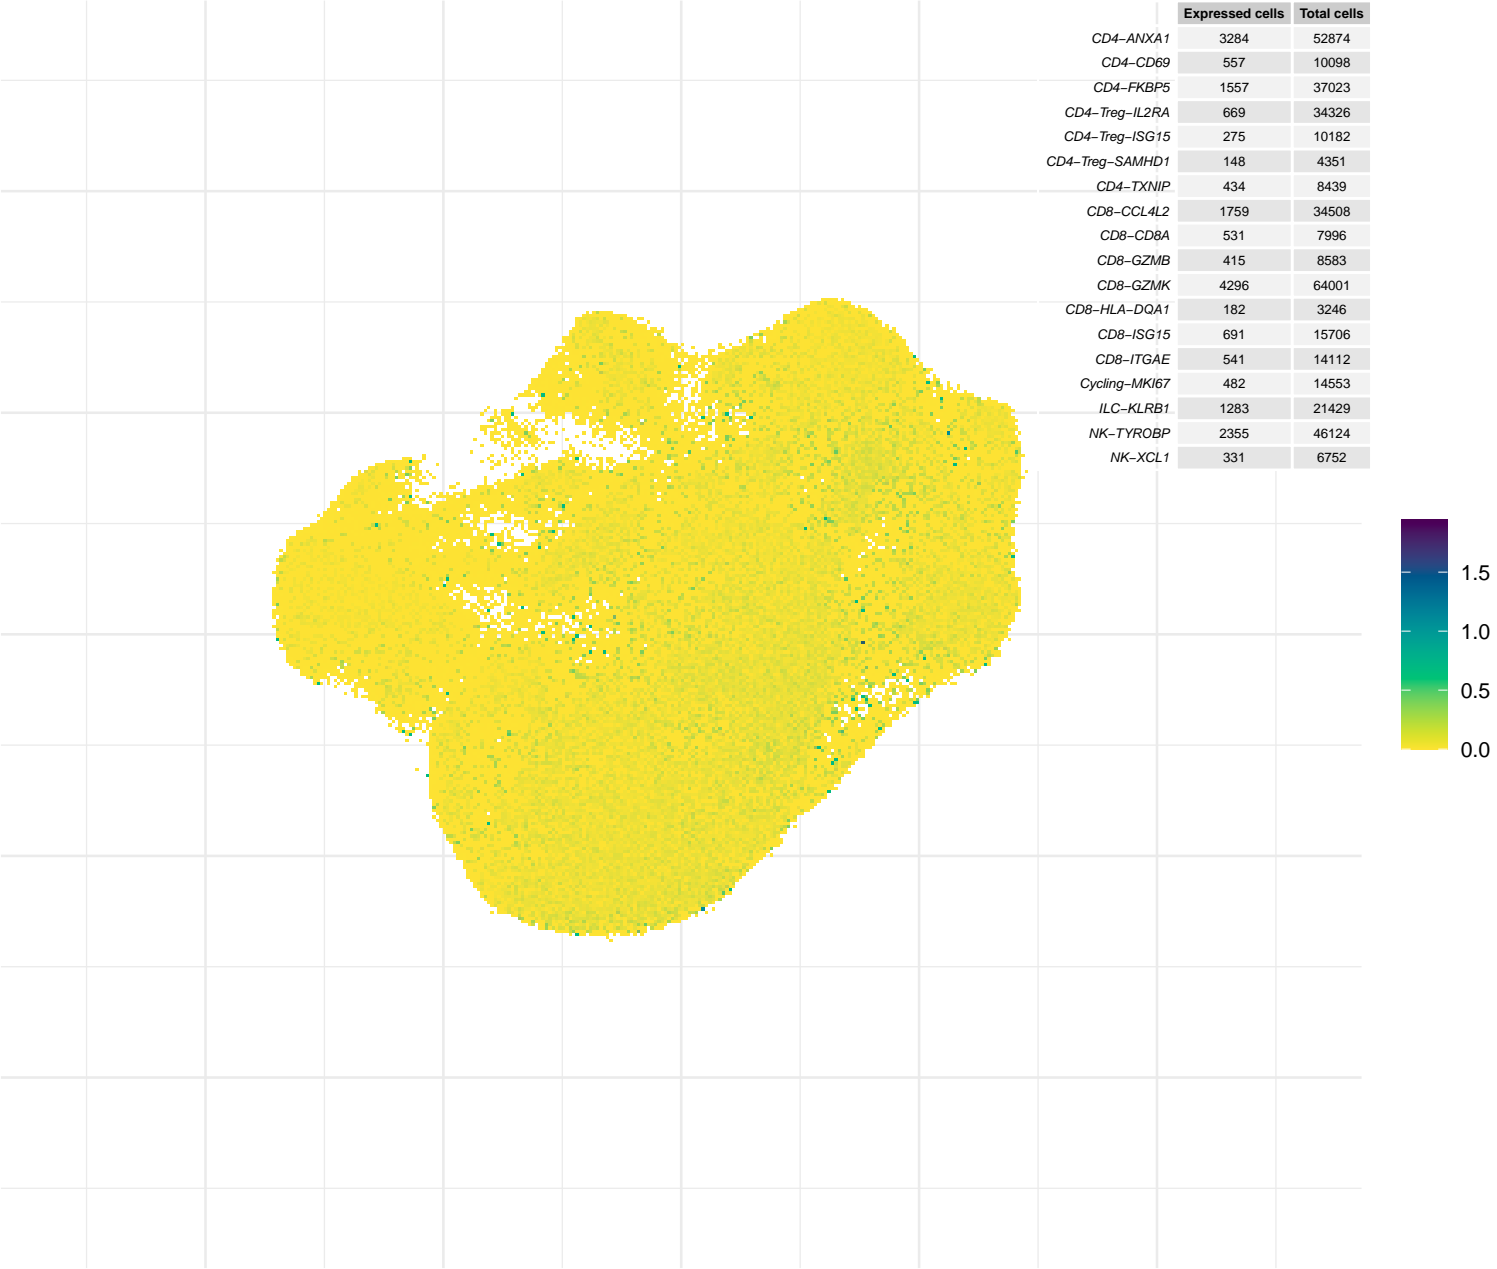 Expressed cells Total cells
CD4−ANXA1 3284 52874
CD4−CD69 557 10098
CD4−FKBP5 1557 37023
CD4−Treg−IL2RA 669 34326
CD4−Treg−ISG15 275 10182
CD4−Treg−SAMHD1 148 4351
CD4−TXNIP 434 8439
CD8−CCL4L2 1759 34508
CD8−CD8A 531 7996
CD8−GZMB 415 8583
CD8−GZMK 4296 64001
CD8−HLA−DQA1 182 3246
CD8−ISG15 691 15706
CD8−ITGAE 541 14112
Cycling−MKI67 482 14553
ILC−KLRB1 1283 21429
NK−TYROBP 2355 46124
NK−XCL1 331 6752
1.5
1.0
0.5
0.0